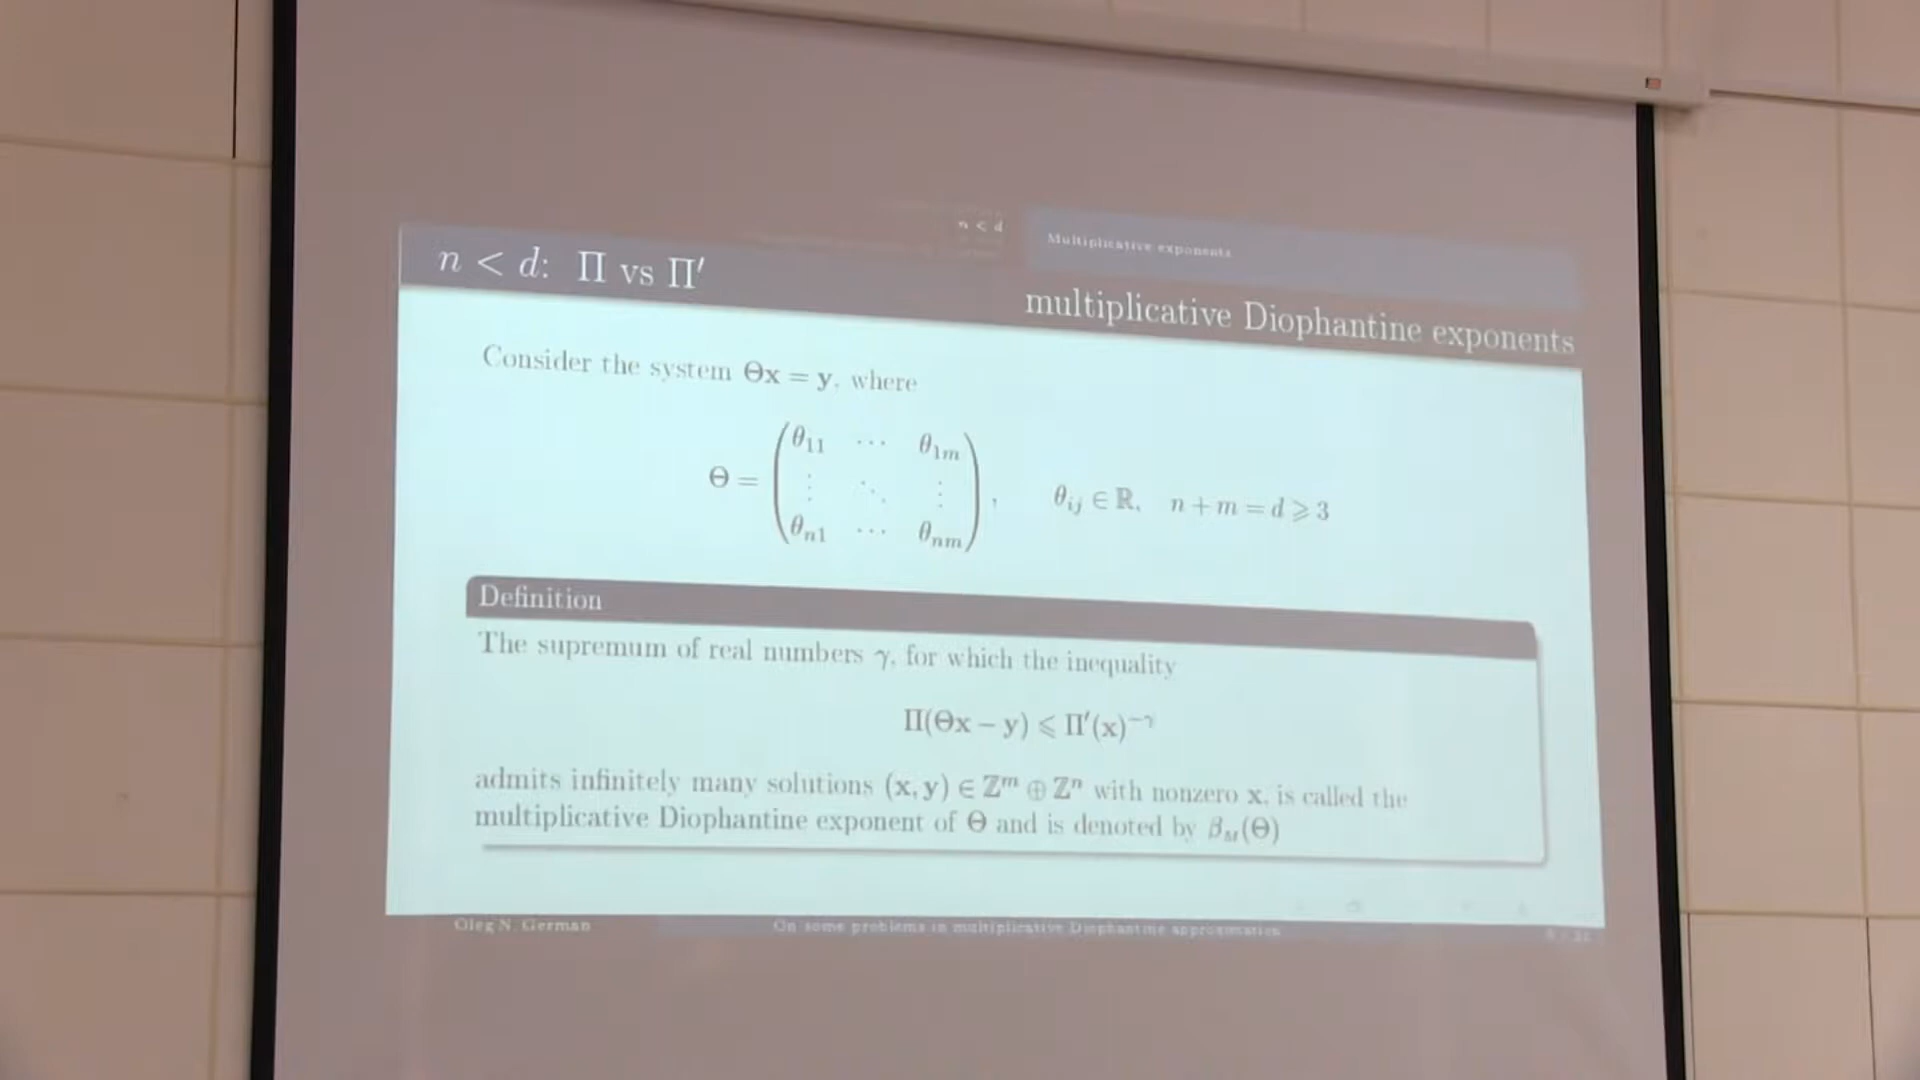 n < d
Multiplicative exponents
n < d: Π vs Π′
multiplicative Diophantine exponents
Consider the system Θx = y, where
Θ = ( θ₁₁ ⋯ θ₁ₘ
⋮ ⋱ ⋮
θₙ₁ ⋯ θₙₘ ) , θᵢⱼ ∈ ℝ, n + m = d ⩾ 3
Definition
The supremum of real numbers γ, for which the inequality
Π(Θx − y) ⩽ Π′(x)^−γ
admits infinitely many solutions (x, y) ∈ ℤᵐ ⊕ ℤⁿ with nonzero x, is called the
multiplicative Diophantine exponent of Θ and is denoted by β_M(Θ)
Oleg N. German
On some problems in multiplicative Diophantine approximation